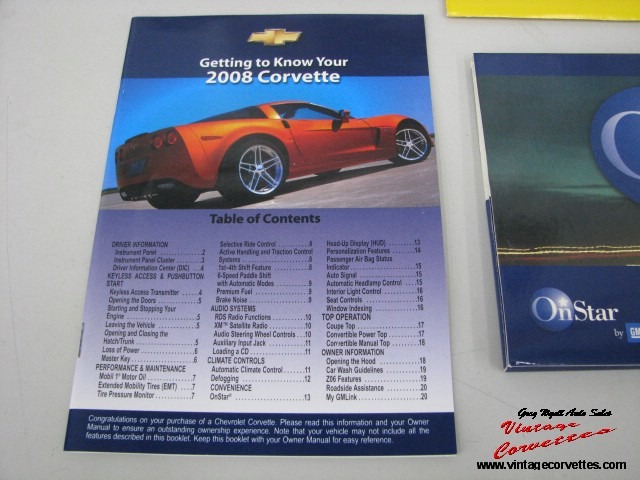 Getting to Know Your
2008 Corvette
Table of Contents
DRIVER INFORMATION
Instrument Panel . . . . . . . . . . . . . . .2
Instrument Panel Cluster . . . . . . . . . .3
Driver Information Center (DIC) . . . .4
KEYLESS ACCESS & PUSHBUTTON
START
Keyless Access Transmitter . . . . . .4
Opening the Doors . . . . . . . . . . . . . .5
Starting and Stopping Your
Engine . . . . . . . . . . . . . . . . . . . . . .5
Leaving the Vehicle . . . . . . . . . . . . .5
Opening and Closing the
Hatch/Trunk . . . . . . . . . . . . . . . . . .5
Loss of Power . . . . . . . . . . . . . . . . .6
Master Key . . . . . . . . . . . . . . . . . . . .6
PERFORMANCE & MAINTENANCE
Mobil 1® Motor Oil . . . . . . . . . . . . . .7
Extended Mobility Tires (EMT) . . . .7
Tire Pressure Monitor . . . . . . . . . . . .7
Selective Ride Control . . . . . . . . . . .8
Active Handling and Traction Control
Systems . . . . . . . . . . . . . . . . . . . . .8
1st-4th Shift Feature . . . . . . . . . . . .8
6-Speed Paddle Shift
with Automatic Modes . . . . . . . . . .9
Premium Fuel . . . . . . . . . . . . . . . . . .9
Brake Noise . . . . . . . . . . . . . . . . . . .9
AUDIO SYSTEMS
RDS Radio Functions . . . . . . . . . .10
XM™ Satellite Radio . . . . . . . . . . . .10
Audio Steering Wheel Controls . . .10
Auxiliary Input Jack . . . . . . . . . . . .11
Loading a CD . . . . . . . . . . . . . . . . .11
CLIMATE CONTROLS
Automatic Climate Control . . . . . . .11
Defogging . . . . . . . . . . . . . . . . . . . .12
CONVENIENCE
OnStar® . . . . . . . . . . . . . . . . . . . . .13
Head-Up Display (HUD) . . . . . . . . .13
Personalization Features . . . . . . . .14
Passenger Air Bag Status
Indicator . . . . . . . . . . . . . . . . . . . .15
Auto Signal . . . . . . . . . . . . . . . . . .15
Automatic Headlamp Control . . . .15
Interior Light Control . . . . . . . . . . .16
Seat Controls . . . . . . . . . . . . . . . . .16
Window Indexing . . . . . . . . . . . . . .16
TOP OPERATION
Coupe Top . . . . . . . . . . . . . . . . . . .17
Convertible Power Top . . . . . . . . . .17
Convertible Manual Top . . . . . . . . .18
OWNER INFORMATION
Opening the Hood . . . . . . . . . . . . .18
Car Wash Guidelines . . . . . . . . . . .19
Z06 Features . . . . . . . . . . . . . . . . .19
Roadside Assistance . . . . . . . . . . .20
My GMLink . . . . . . . . . . . . . . . . . . .20
Congratulations on your purchase of a Chevrolet Corvette. Please read this information and your Owner
Manual to ensure an outstanding ownership experience. Note that your vehicle may not include all the
features described in this booklet. Keep this booklet with your Owner Manual for easy reference.
OnStar
by GM
Greg Wyatt Auto Sales
Vintage
Corvettes
www.vintagecorvettes.com